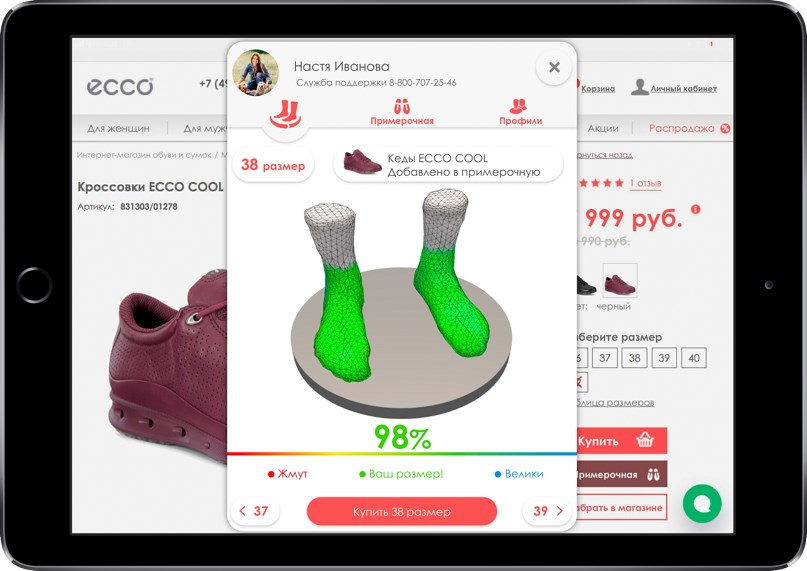 ecco
+7 (49
Корзина
Личный кабинет
Для женщин
Для муж
Акции
Распродажа %
Интернет-магазин обуви и сумок / М
рнуться назад
Кроссовки ECCO COOL
Артикул: 831303/01278
1 отзыв
999 руб.
990 руб.
ет: черный
берите размер
6 37 38 39 40
блица размеров
Купить
римерочная
абрать в магазине
Настя Иванова
Служба поддержки 8-800-707-25-46
Примерочная
Профили
38 размер
Кеды ECCO COOL
Добавлено в примерочную
98%
Жмут
Ваш размер!
Велики
37
Купить 38 размер
39